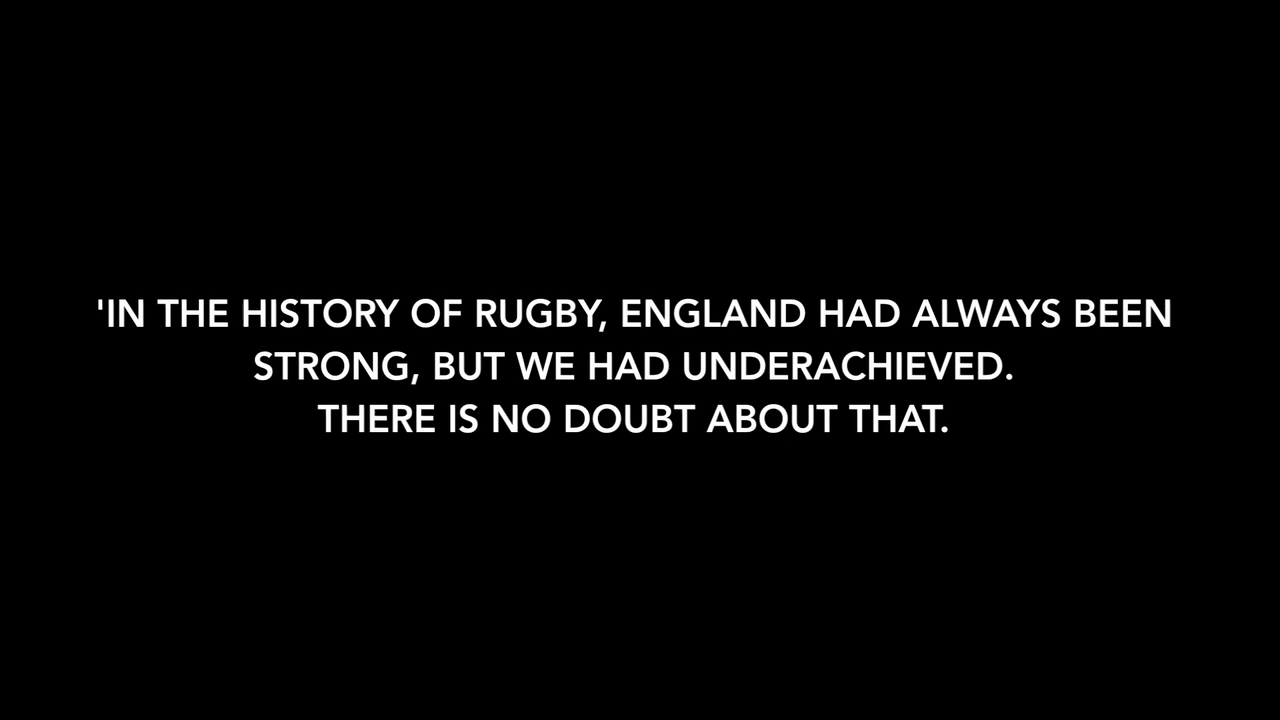 'IN THE HISTORY OF RUGBY, ENGLAND HAD ALWAYS BEEN
STRONG, BUT WE HAD UNDERACHIEVED.
THERE IS NO DOUBT ABOUT THAT.